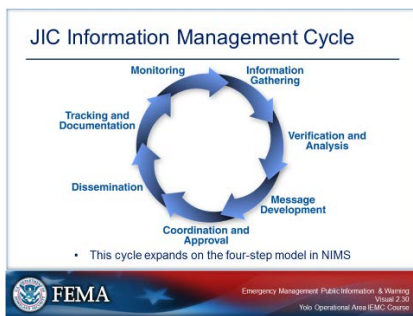 JIC Information Management Cycle
Monitoring
Information
Gathering
Tracking and
Documentation
Verification and
Analysis
Dissemination
Message
Development
Coordination and
Approval
• This cycle expands on the four-step model in NIMS
FEMA
Emergency Management Public Information & Warning
Visual 2.30
Yolo Operational Area IEMC Course